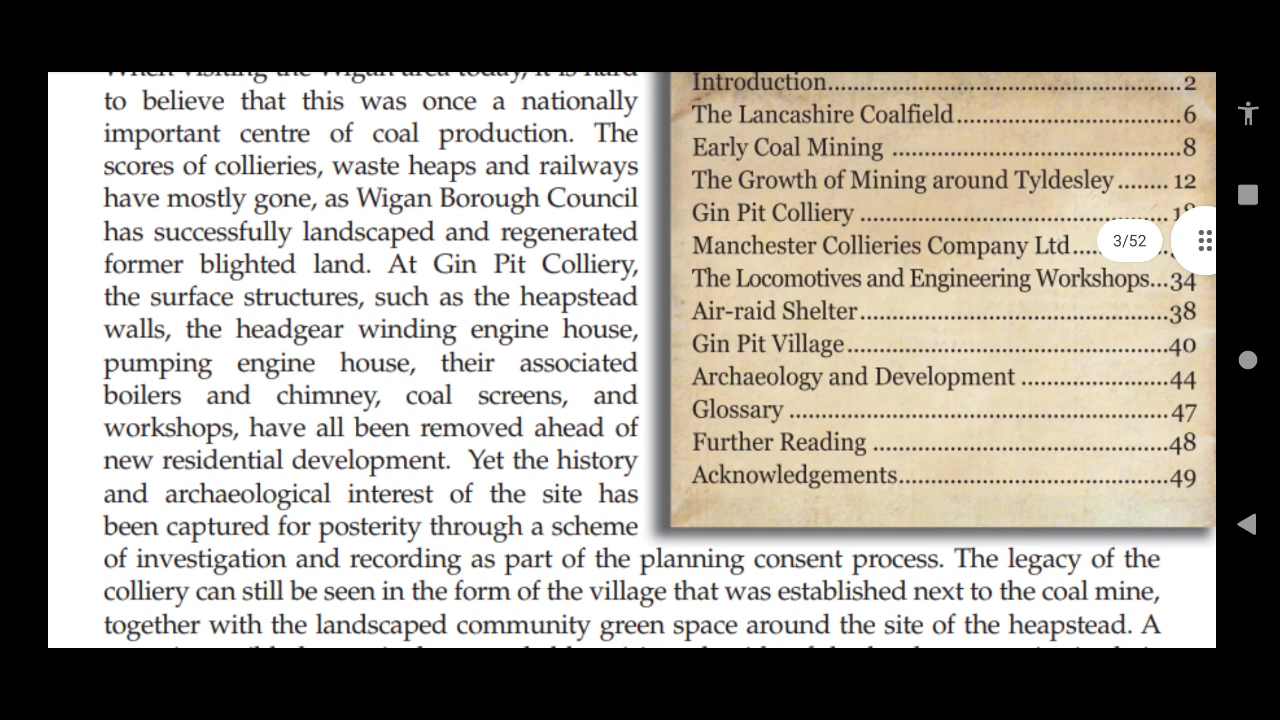 When visiting the Wigan area today, it is hard
to believe that this was once a nationally
important centre of coal production. The
scores of collieries, waste heaps and railways
have mostly gone, as Wigan Borough Council
has successfully landscaped and regenerated
former blighted land. At Gin Pit Colliery,
the surface structures, such as the heapstead
walls, the headgear winding engine house,
pumping engine house, their associated
boilers and chimney, coal screens, and
workshops, have all been removed ahead of
new residential development. Yet the history
and archaeological interest of the site has
been captured for posterity through a scheme
of investigation and recording as part of the planning consent process. The legacy of the
colliery can still be seen in the form of the village that was established next to the coal mine,
together with the landscaped community green space around the site of the heapstead. A
Introduction....................................................2
The Lancashire Coalfield.................................6
Early Coal Mining ...........................................8
The Growth of Mining around Tyldesley ........ 12
Gin Pit Colliery
Manchester Collieries Company Ltd....
The Locomotives and Engineering Workshops...34
Air-raid Shelter..............................................38
Gin Pit Village...............................................40
Archaeology and Development ......................44
Glossary ........................................................47
Further Reading ............................................48
Acknowledgements........................................49
3/52